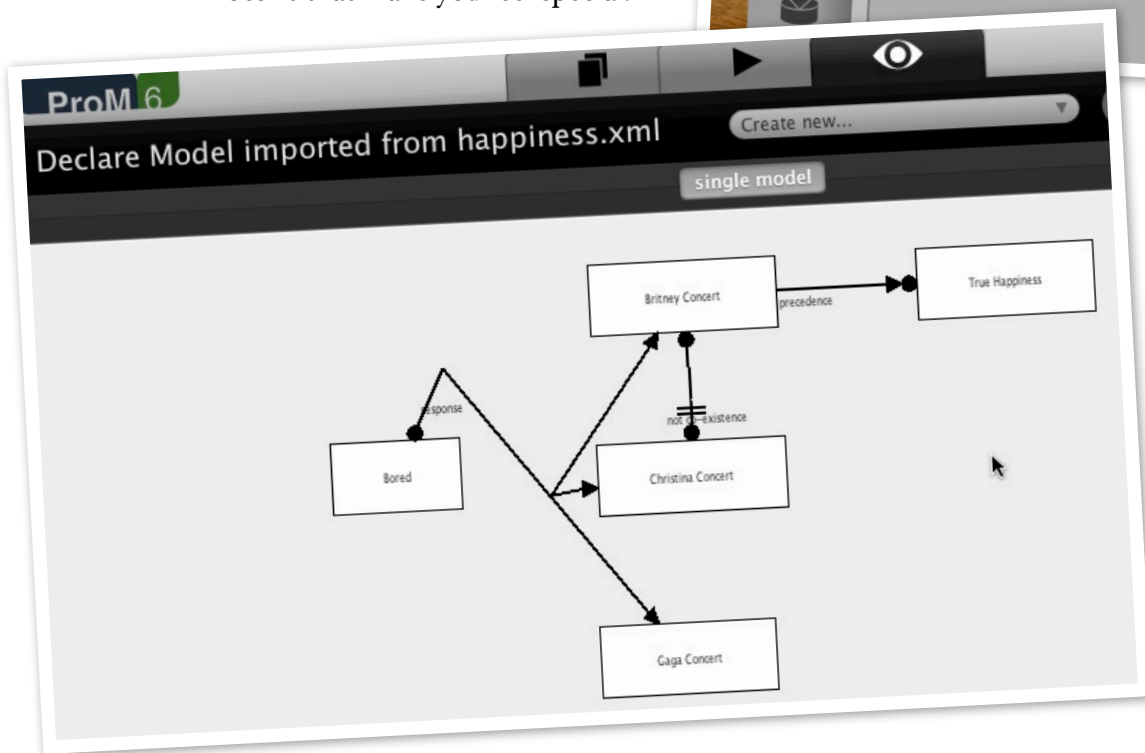 ProM 6
Declare Model imported from happiness.xml
Create new...
single model
Britney Concert
True Happiness
precedence
response
not co-existence
Bored
Christina Concert
Gaga Concert